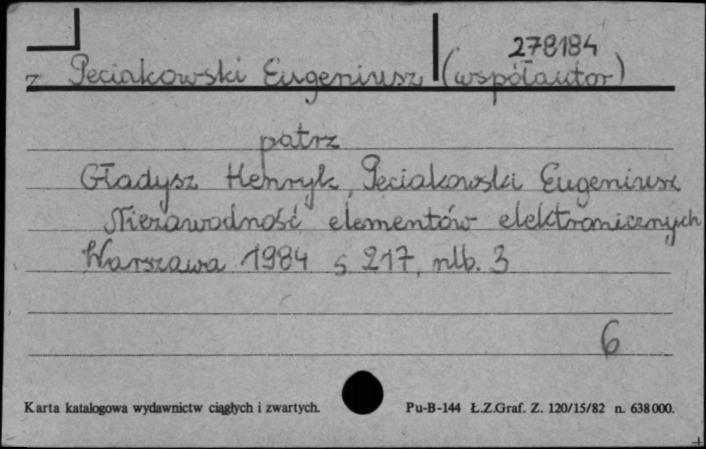 278184
z Peciakowski Eugeniusz (współautor)
patrz
Gładysz Henryk, Peciakowski Eugeniusz
Niezawodność elementów elektronicznych
Warszawa 1984 s 217, nlb. 3
6
Karta katalogowa wydawnictw ciągłych i zwartych. Pu-B-144 Ł.Z.Graf. Z. 120/15/82 n. 638000.